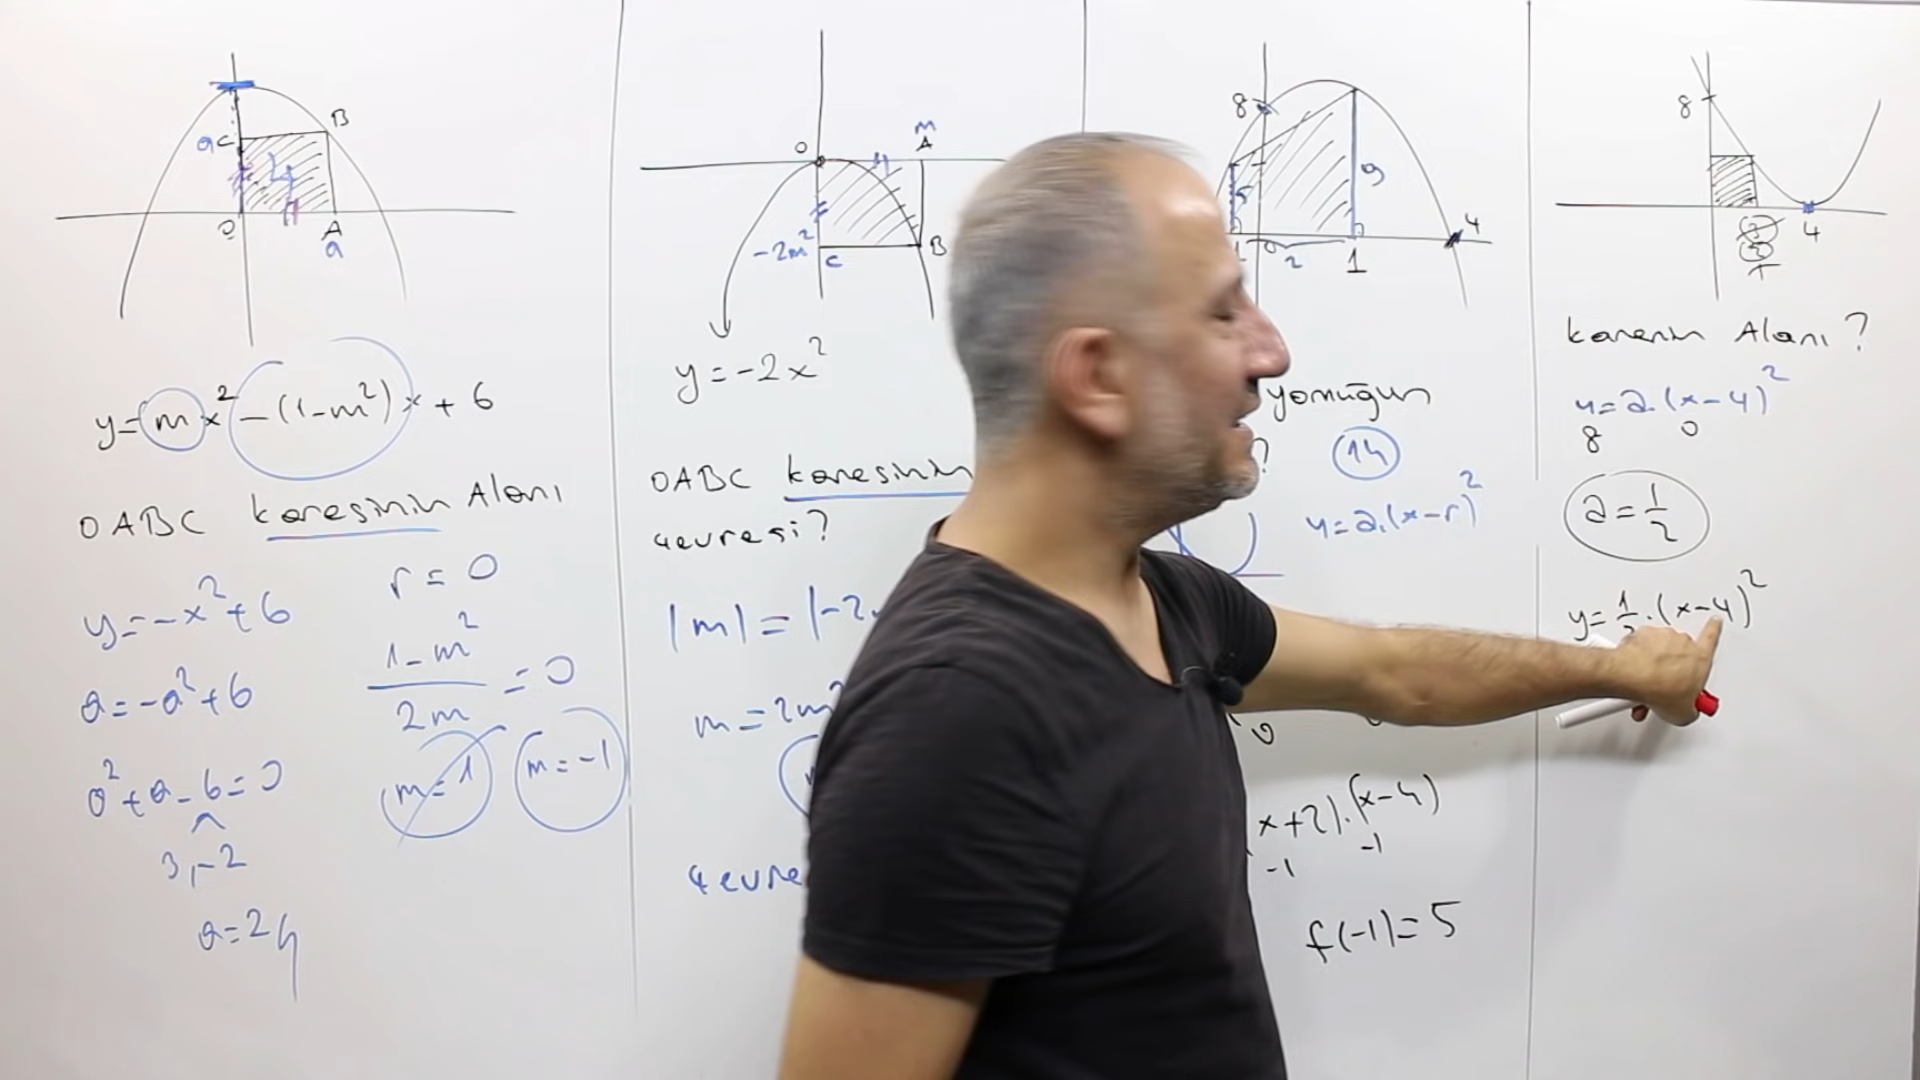 C B
a
O A
a
y=mx²-(1-m²)x+6
OABC karesinin Alanı
y=-x²+6
a=-a²+6
a²+a-6=0
3,-2
a=2
r=0
1-m²
2m
=0
m=1 m=-1
m
O A
-2m²
C B
y=-2x²
OABC karesinin
çevresi?
|m|=|-2
m=2m²
8
5 9
4
2 1
yamuğun
?
14
y=a.(x-r)²
x+2).(x-4)
-1 -1
f(-1)=5
8
4
karenin Alanı?
y=a.(x-4)²
8 0
a=1/2
y=1/2.(x-4)²